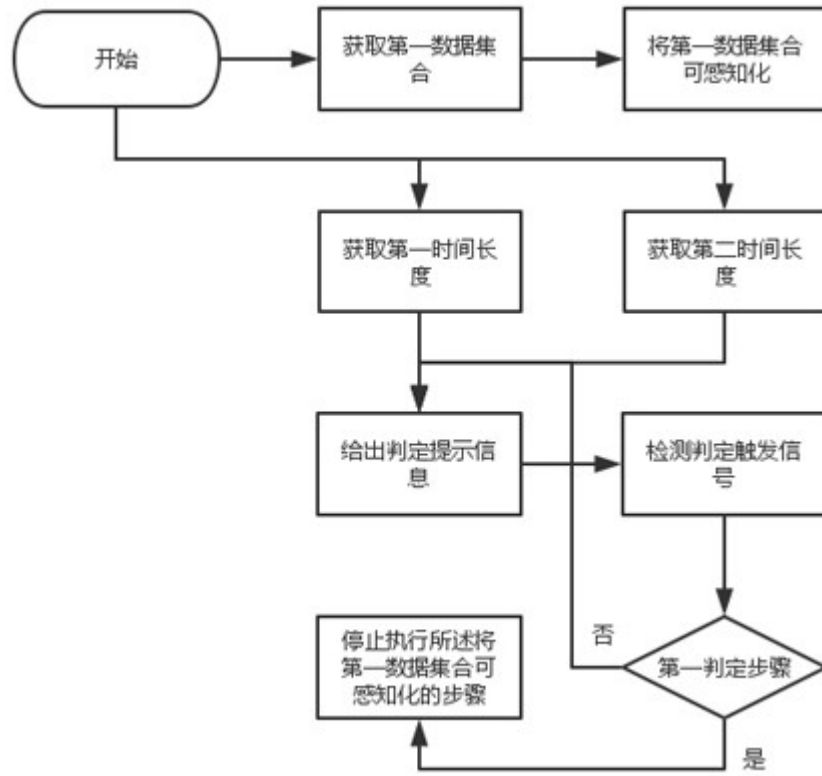 开始
获取第一数据集
合
将第一数据集合
可感知化
获取第一时间长
度
获取第二时间长
度
给出判定提示信
息
检测判定触发信
号
停止执行所述将
第一数据集合可
感知化的步骤
否
第一判定步骤
是